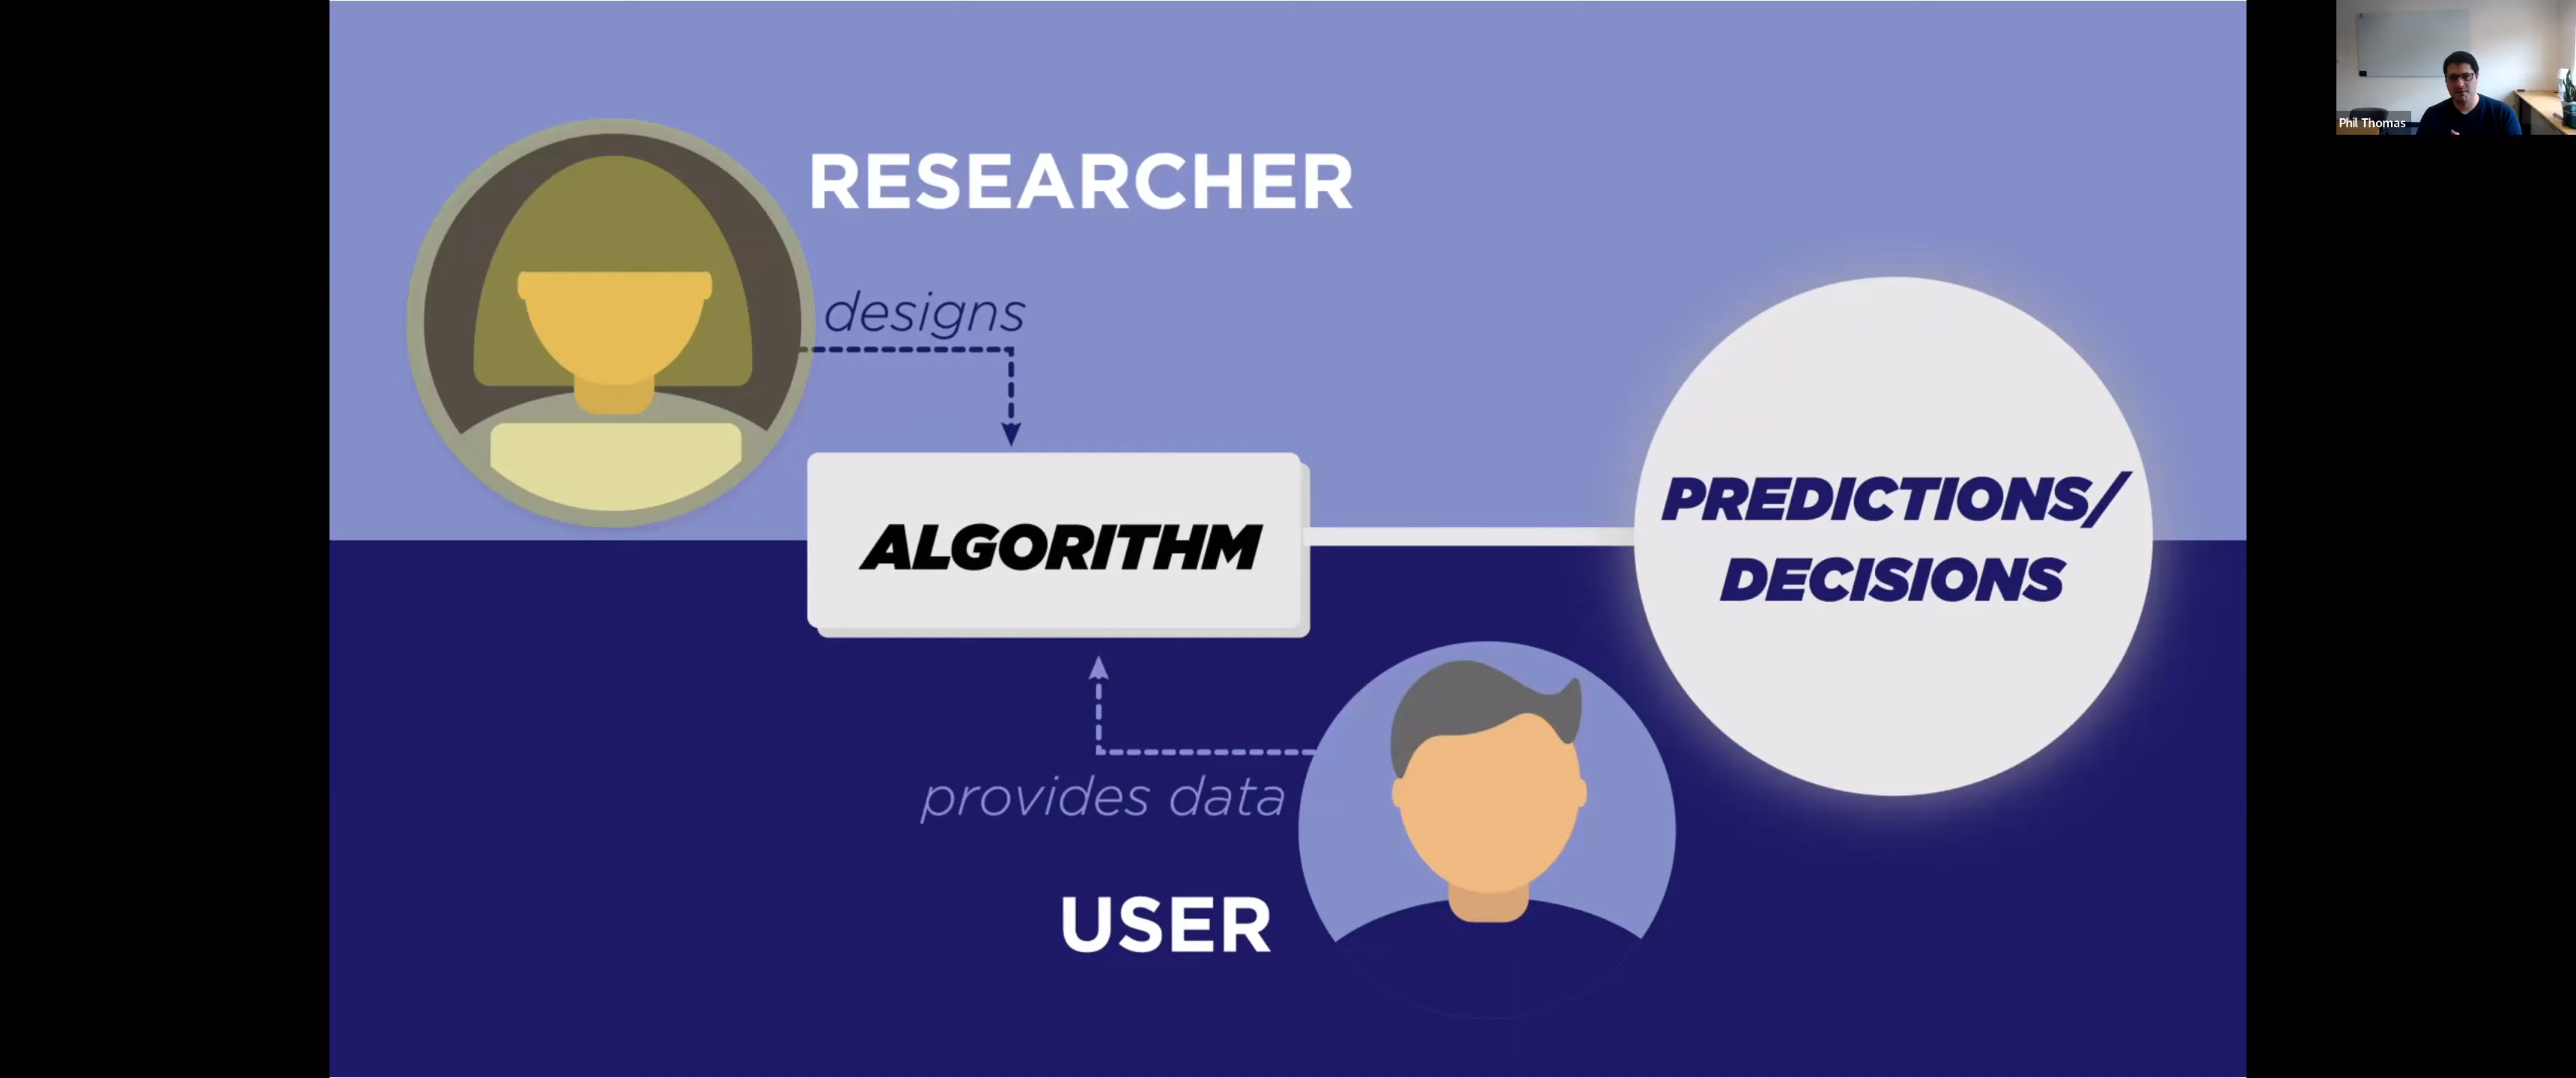 RESEARCHER
designs
ALGORITHM
PREDICTIONS/
DECISIONS
provides data
USER
Phil Thomas